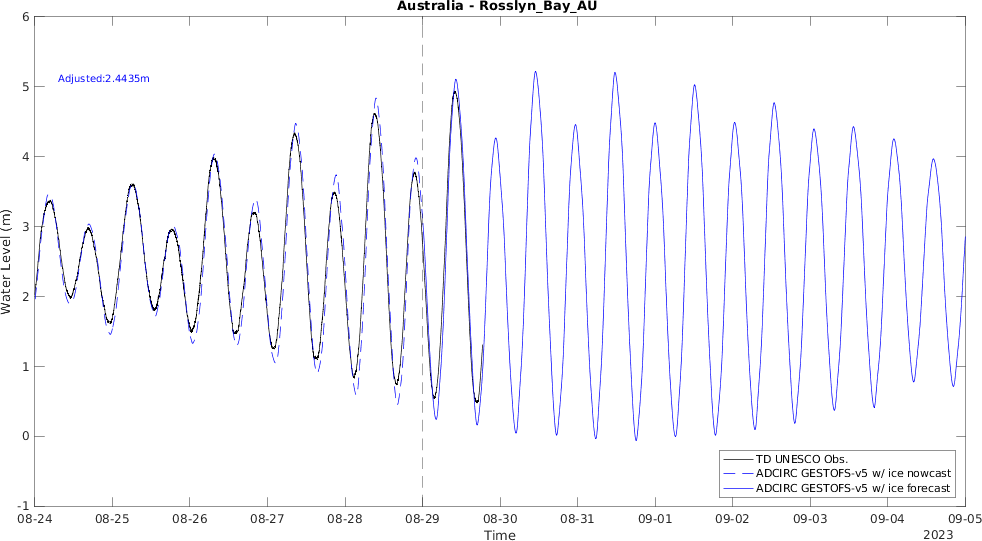 Australia - Rosslyn_Bay_AU
6
5
4
3
2
1
0
-1
Adjusted:2.4435m
Water Level (m)
TD UNESCO Obs.
ADCIRC GESTOFS-v5 w/ ice nowcast
ADCIRC GESTOFS-v5 w/ ice forecast
08-24 08-25 08-26 08-27 08-28 08-29 08-30 08-31 09-01 09-02 09-03 09-04 09-05
Time
2023